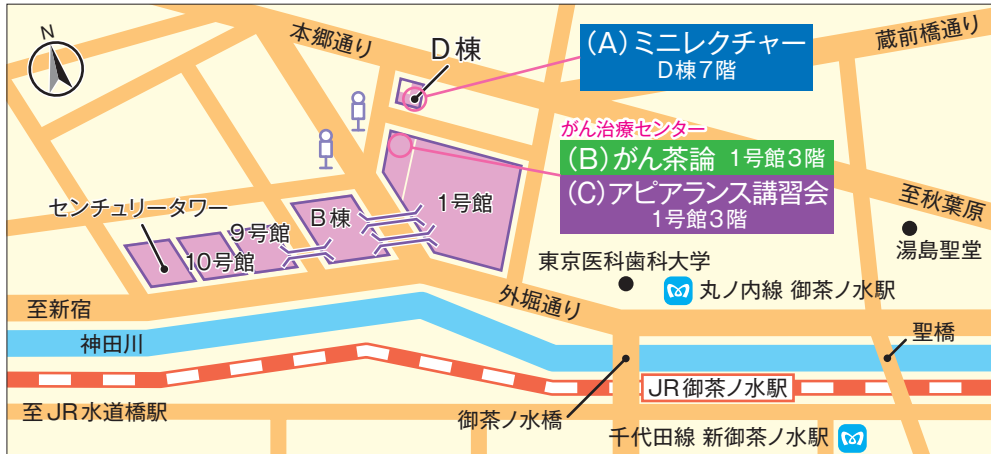 N
本郷通り
D棟
(A)ミニレクチャー
D棟7階
蔵前橋通り
がん治療センター
(B)がん茶論 1号館3階
(C)アピアランス講習会
1号館3階
至秋葉原
湯島聖堂
センチュリータワー
9号館
10号館
B棟
1号館
東京医科歯科大学
丸ノ内線 御茶ノ水駅
外堀通り
至新宿
神田川
聖橋
JR御茶ノ水駅
至JR水道橋駅
御茶ノ水橋
千代田線 新御茶ノ水駅